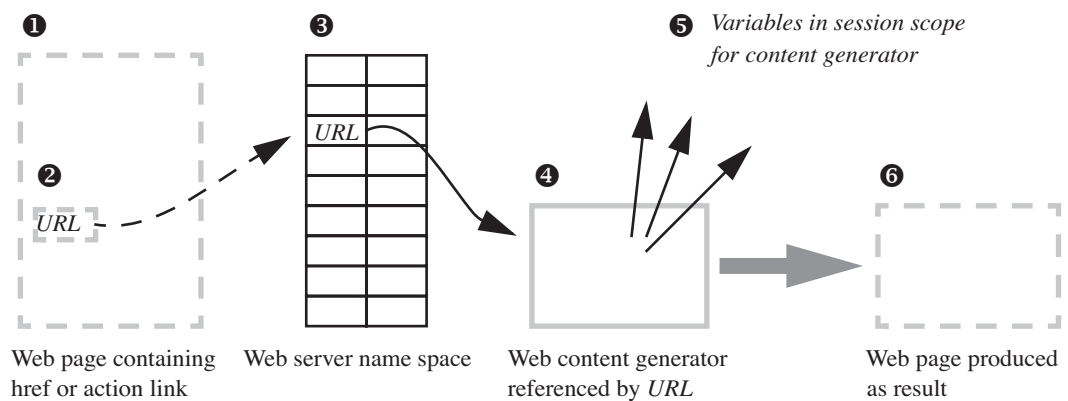 ❶
❸
❺ Variables in session scope
for content generator
URL
❷
❹
❻
URL
Web page containing
href or action link
Web server name space
Web content generator
referenced by URL
Web page produced
as result